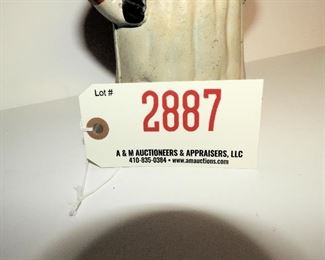 Lot #
2887
A & M AUCTIONEERS & APPRAISERS, LLC
410-835-0384 • www.amauctions.com